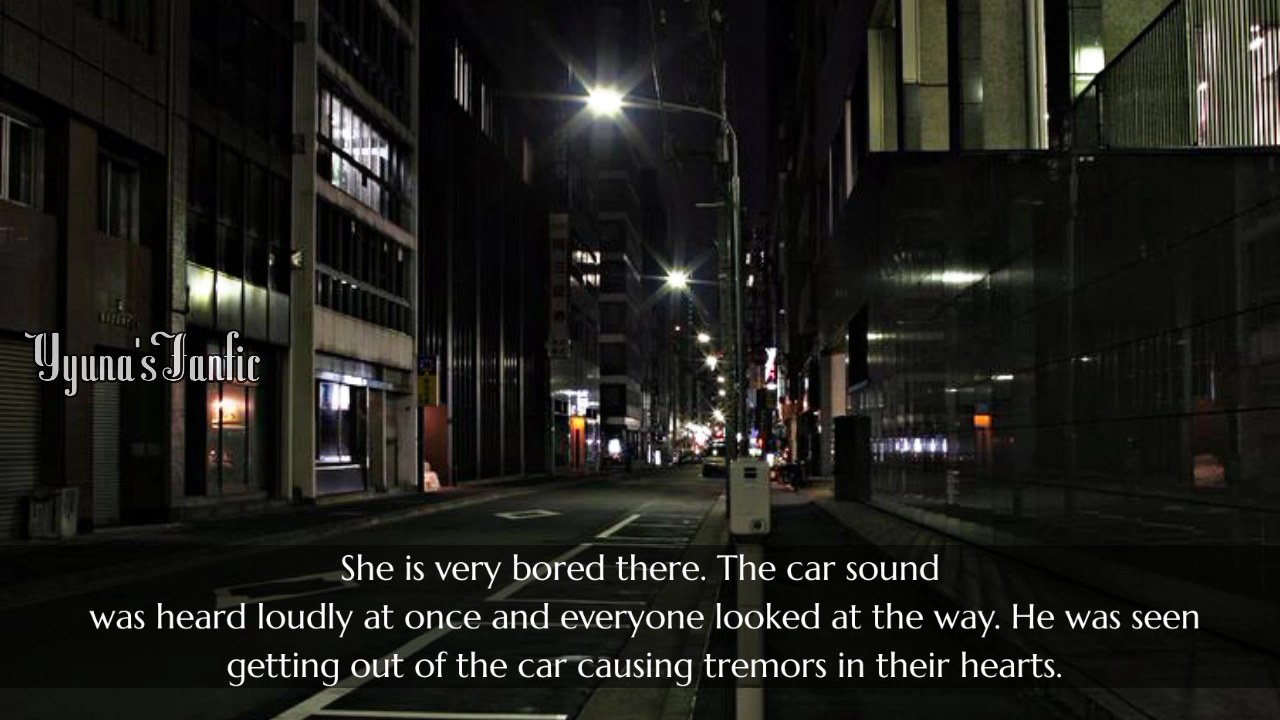 Yyuna'sFanfic
She is very bored there. The car sound
was heard loudly at once and everyone looked at the way. He was seen
getting out of the car causing tremors in their hearts.